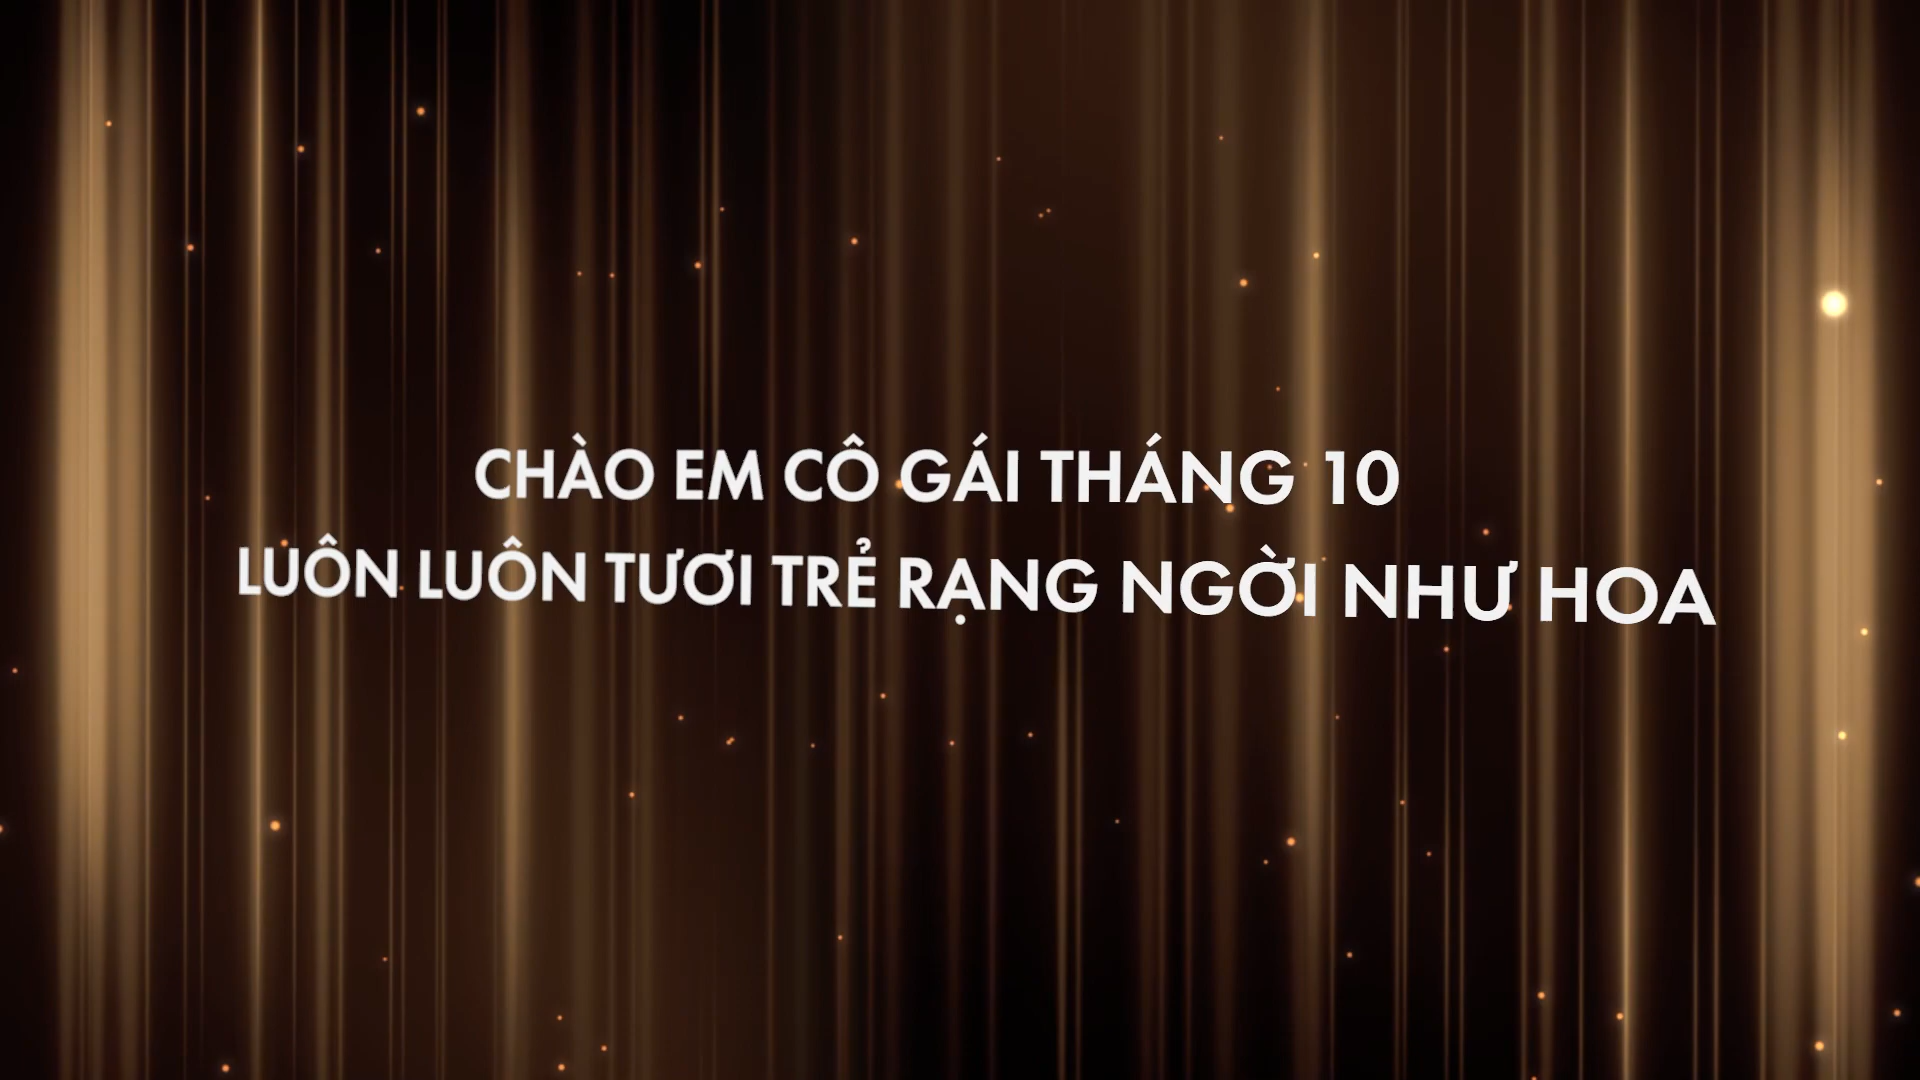 CHÀO EM CÔ GÁI THÁNG 10
LUÔN LUÔN TƯƠI TRẺ RẠNG NGỜI NHƯ HOA